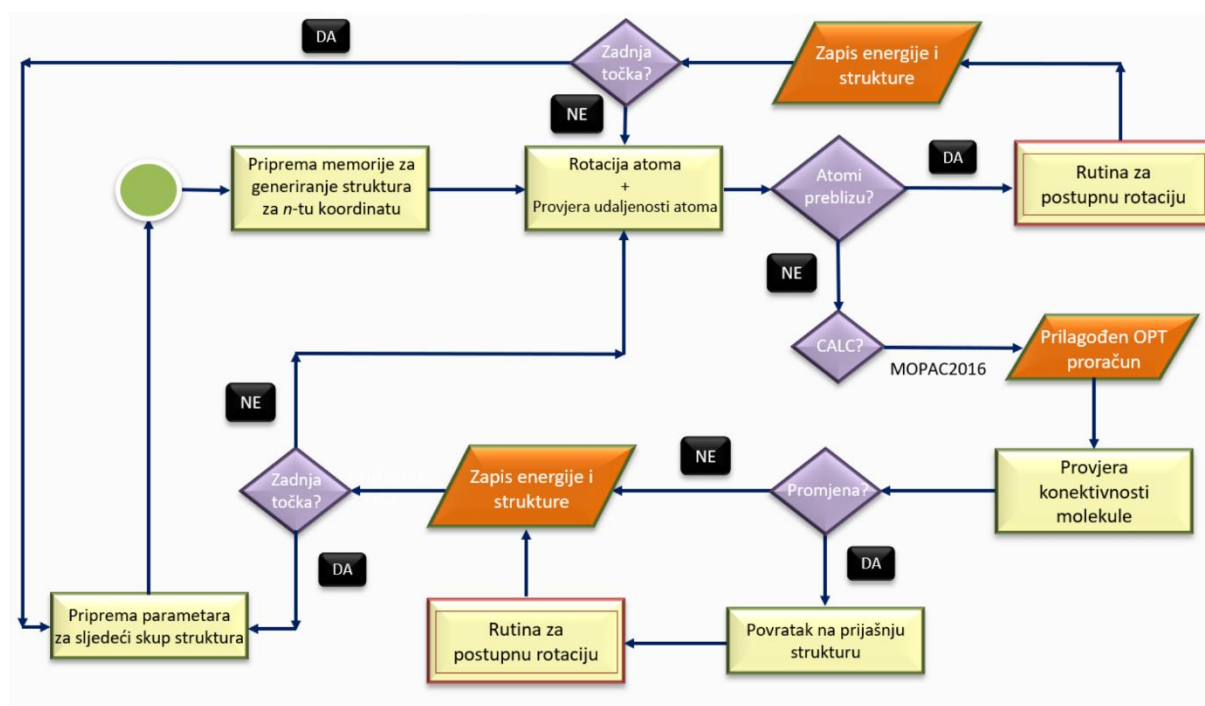 DA
Zadnja
točka?
Zapis energije i
strukture
NE
Priprema memorije za
generiranje struktura
za n-tu koordinatu
Rotacija atoma
+
Provjera udaljenosti atoma
Atomi
preblizu?
DA
Rutina za
postupnu rotaciju
NE
CALC?
MOPAC2016
Prilagođen OPT
proračun
NE
Zadnja
točka?
Zapis energije i
strukture
NE
Promjena?
Provjera
konektivnosti
molekule
DA
DA
Priprema parametara
za sljedeći skup struktura
Rutina za
postupnu rotaciju
Povratak na prijašnju
strukturu